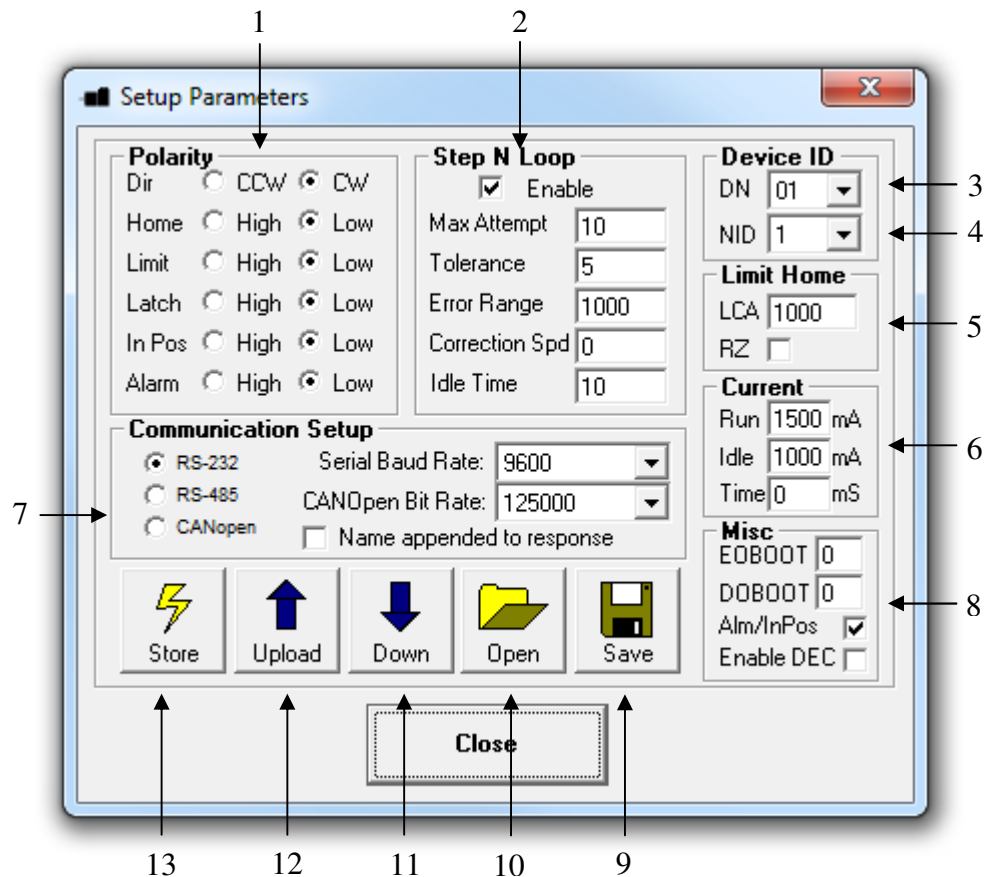 1
2
Setup Parameters
Polarity
Dir CCW CW
Home High Low
Limit High Low
Latch High Low
In Pos High Low
Alarm High Low
Step N Loop
Enable
Max Attempt 10
Tolerance 5
Error Range 1000
Correction Spd 0
Idle Time 10
Device ID
DN 01
3
NID 1
4
Limit Home
LCA 1000
RZ
5
Current
Run 1500 mA
Idle 1000 mA
Time 0 mS
6
Communication Setup
RS-232
RS-485
CANopen
Serial Baud Rate: 9600
CANOpen Bit Rate: 125000
Name appended to response
7
Misc
EOBOOT 0
DOBOOT 0
Alm/InPos
Enable DEC
8
Store
Upload
Down
Open
Save
Close
13
12
11
10
9